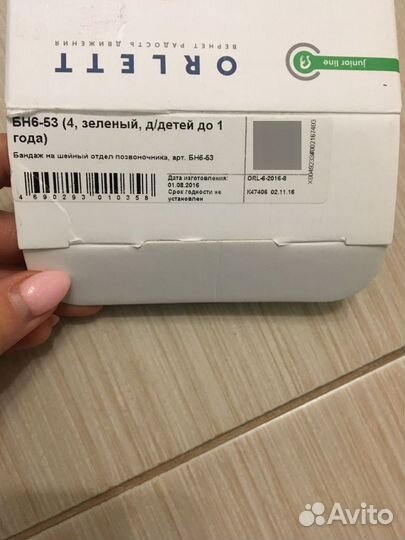 ORLETT
ВЕРНЕТ РАДОСТЬ ДВИЖЕНИЯ
junior line
БН6-53 (4, зеленый, д/детей до 1
года)
Бандаж на шейный отдел позвоночника, арт. БН6-53
Дата изготовления:
01.08.2016
Срок годности не
установлен
ORL-6-2016-8
К47406 02.11.16
4 690293 010358
Avito